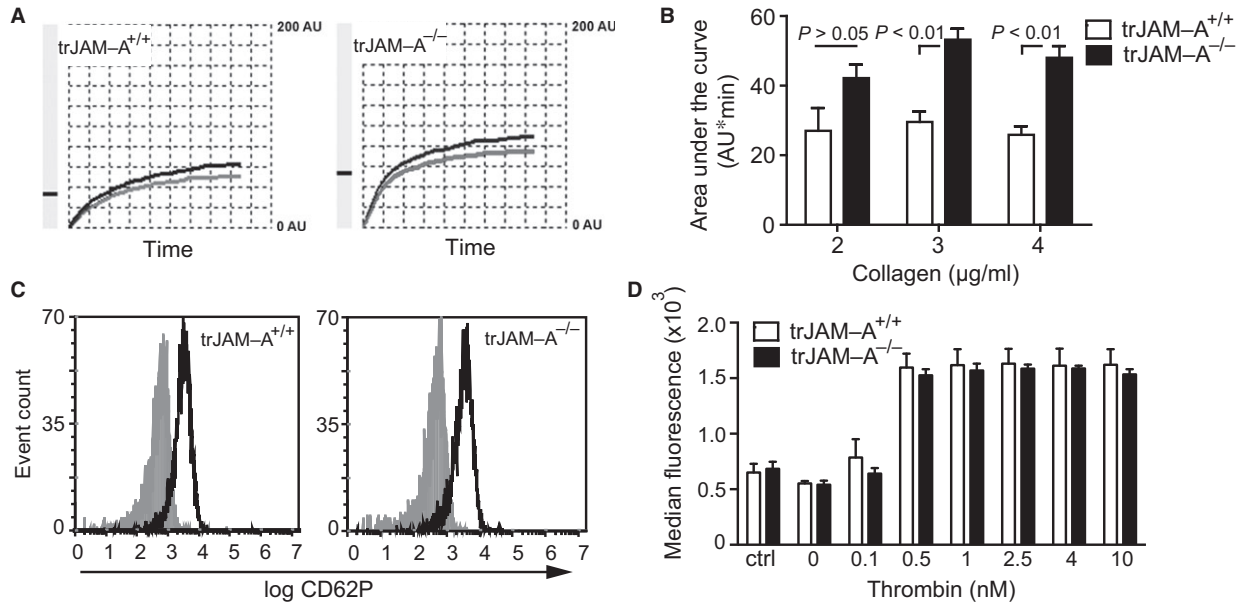 A
trJAM–A+/+
200 AU
0 AU
Time
trJAM–A–/–
200 AU
0 AU
Time
B
Area under the curve
(AU*min)
60
40
20
0
P > 0.05
P < 0.01
P < 0.01
trJAM–A+/+
trJAM–A–/–
2 3 4
Collagen (µg/ml)
C
Event count
70
35
0
trJAM–A+/+
0 1 2 3 4 5 6 7
70
35
0
trJAM–A–/–
0 1 2 3 4 5 6 7
log CD62P
D
Median fluorescence (x10³)
2.0
1.5
1.0
0.5
0
trJAM–A+/+
trJAM–A–/–
ctrl 0 0.1 0.5 1 2.5 4 10
Thrombin (nM)